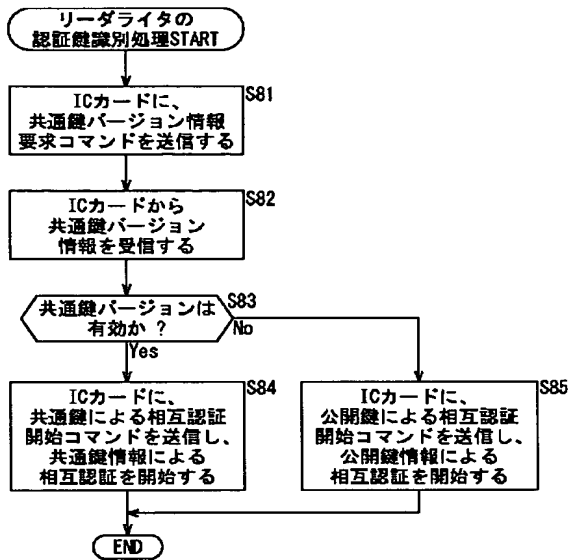 リーダライタの
認証鍵識別処理START
S81
ICカードに、
共通鍵バージョン情報
要求コマンドを送信する
S82
ICカードから
共通鍵バージョン
情報を受信する
S83
共通鍵バージョンは
有効か ?
No
Yes
S84
ICカードに、
共通鍵による相互認証
開始コマンドを送信し、
共通鍵情報による
相互認証を開始する
S85
ICカードに、
公開鍵による相互認証
開始コマンドを送信し、
公開鍵情報による
相互認証を開始する
END